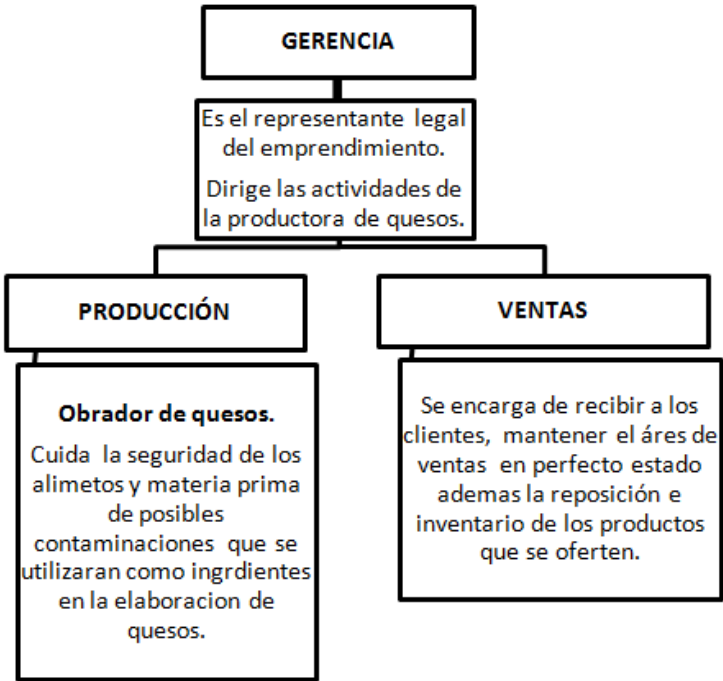 GERENCIA
Es el representante legal
del emprendimiento.
Dirige las actividades de
la productora de quesos.
PRODUCCIÓN
Obrador de quesos.
Cuida la seguridad de los
alimetos y materia prima
de posibles
contaminaciones que se
utilizaran como ingrdientes
en la elaboracion de
quesos.
VENTAS
Se encarga de recibir a los
clientes, mantener el áres de
ventas en perfecto estado
ademas la reposición e
inventario de los productos
que se oferten.